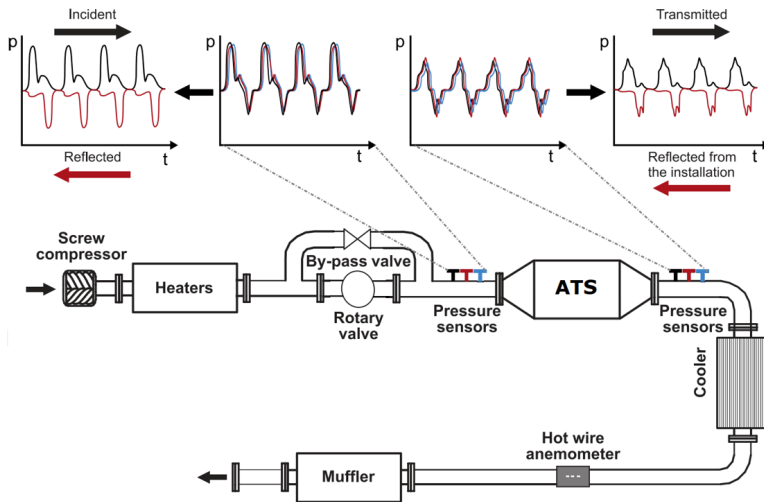 Incident
Transmitted
p
p
p
p
t
t
t
t
Reflected
Reflected from
the installation
Screw
compressor
Heaters
By-pass valve
Rotary
valve
Pressure
sensors
ATS
Pressure
sensors
Cooler
Hot wire
anemometer
Muffler